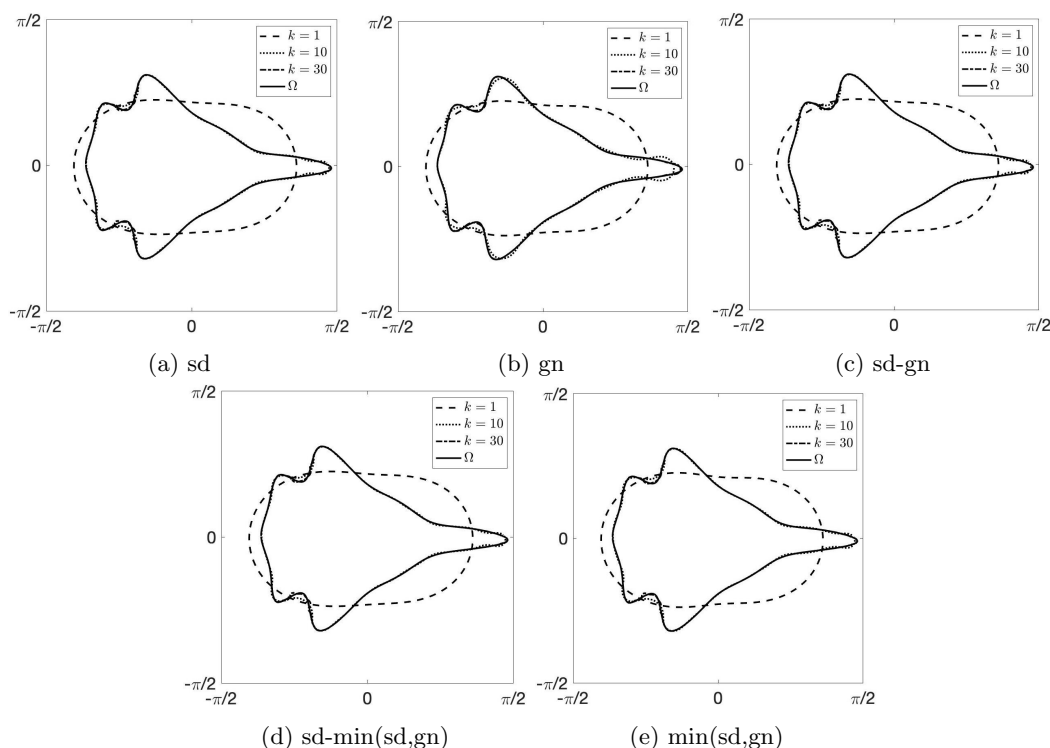 π/2
k = 1
k = 10
k = 30
Ω
0
-π/2
-π/2
0
π/2
(a) sd
π/2
k = 1
k = 10
k = 30
Ω
0
-π/2
-π/2
0
π/2
(b) gn
π/2
k = 1
k = 10
k = 30
Ω
0
-π/2
-π/2
0
π/2
(c) sd-gn
π/2
k = 1
k = 10
k = 30
Ω
0
-π/2
-π/2
0
π/2
(d) sd-min(sd,gn)
π/2
k = 1
k = 10
k = 30
Ω
0
-π/2
-π/2
0
π/2
(e) min(sd,gn)